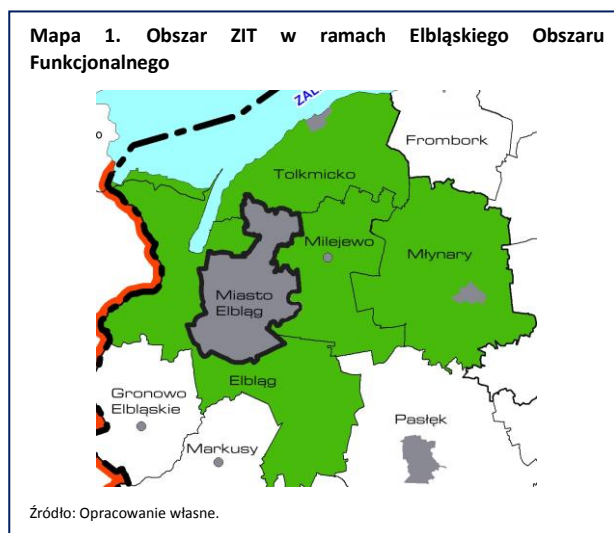 Mapa 1. Obszar ZIT w ramach Elbląskiego Obszaru
Funkcjonalnego
ZAL
Frombork
Tolkmicko
Milejewo
Młynary
Miasto
Elbląg
Elbląg
Gronowo
Elbląskie
Pasłęk
Markusy
Źródło: Opracowanie własne.